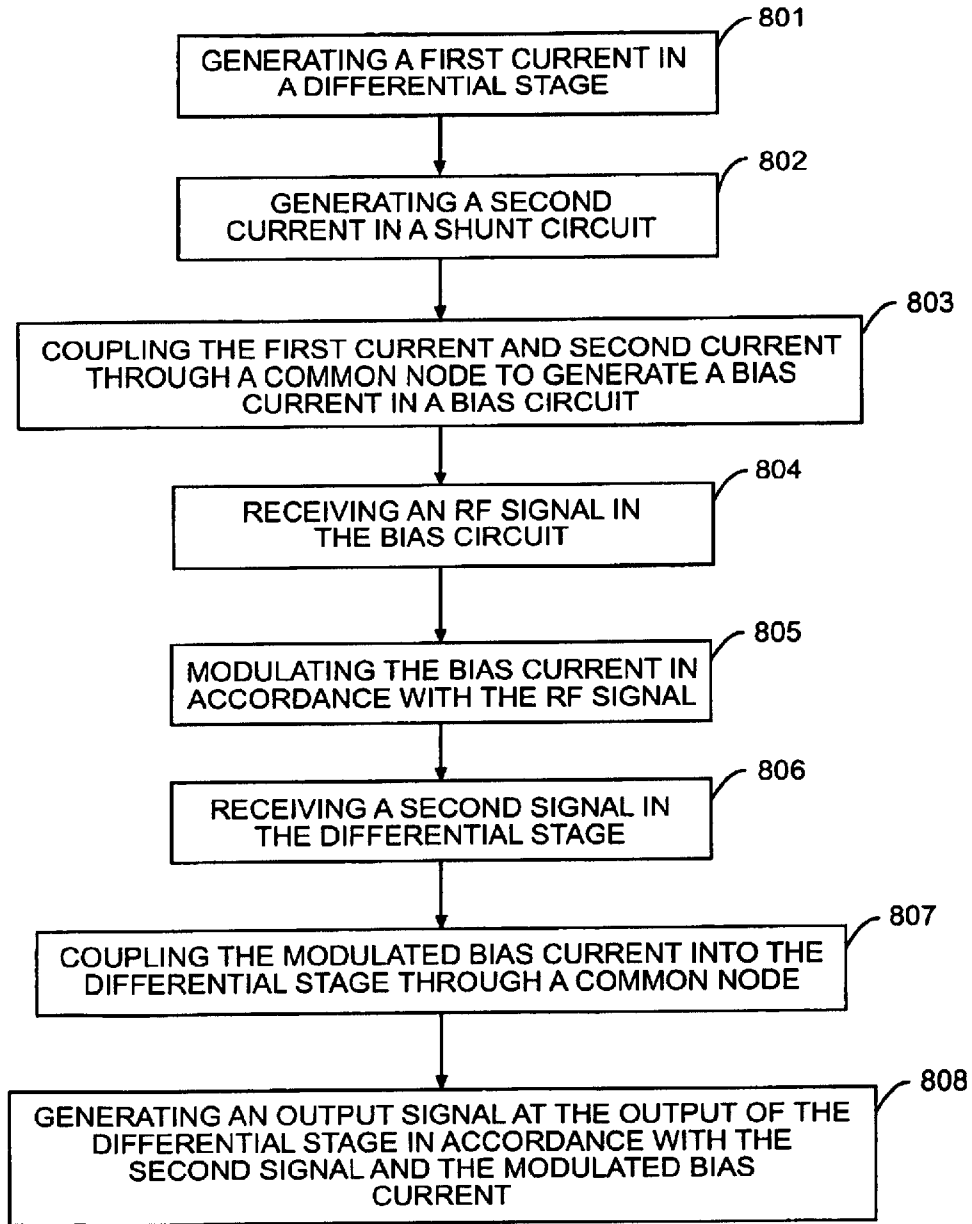 801
GENERATING A FIRST CURRENT IN
A DIFFERENTIAL STAGE
802
GENERATING A SECOND
CURRENT IN A SHUNT CIRCUIT
803
COUPLING THE FIRST CURRENT AND SECOND CURRENT
THROUGH A COMMON NODE TO GENERATE A BIAS
CURRENT IN A BIAS CIRCUIT
804
RECEIVING AN RF SIGNAL IN
THE BIAS CIRCUIT
805
MODULATING THE BIAS CURRENT IN
ACCORDANCE WITH THE RF SIGNAL
806
RECEIVING A SECOND SIGNAL IN
THE DIFFERENTIAL STAGE
807
COUPLING THE MODULATED BIAS CURRENT INTO THE
DIFFERENTIAL STAGE THROUGH A COMMON NODE
808
GENERATING AN OUTPUT SIGNAL AT THE OUTPUT OF THE
DIFFERENTIAL STAGE IN ACCORDANCE WITH THE
SECOND SIGNAL AND THE MODULATED BIAS
CURRENT